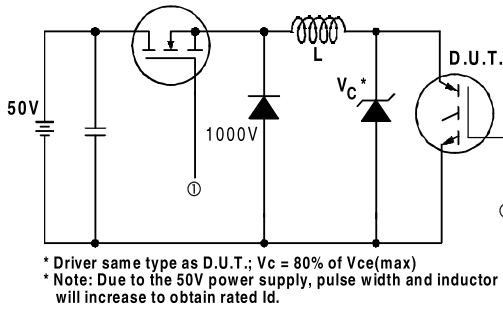 L
D.U.T.
V C *
50V
1000V
①
* Driver same type as D.U.T.; Vc = 80% of Vce(max)
* Note: Due to the 50V power supply, pulse width and inductor
will increase to obtain rated Id.